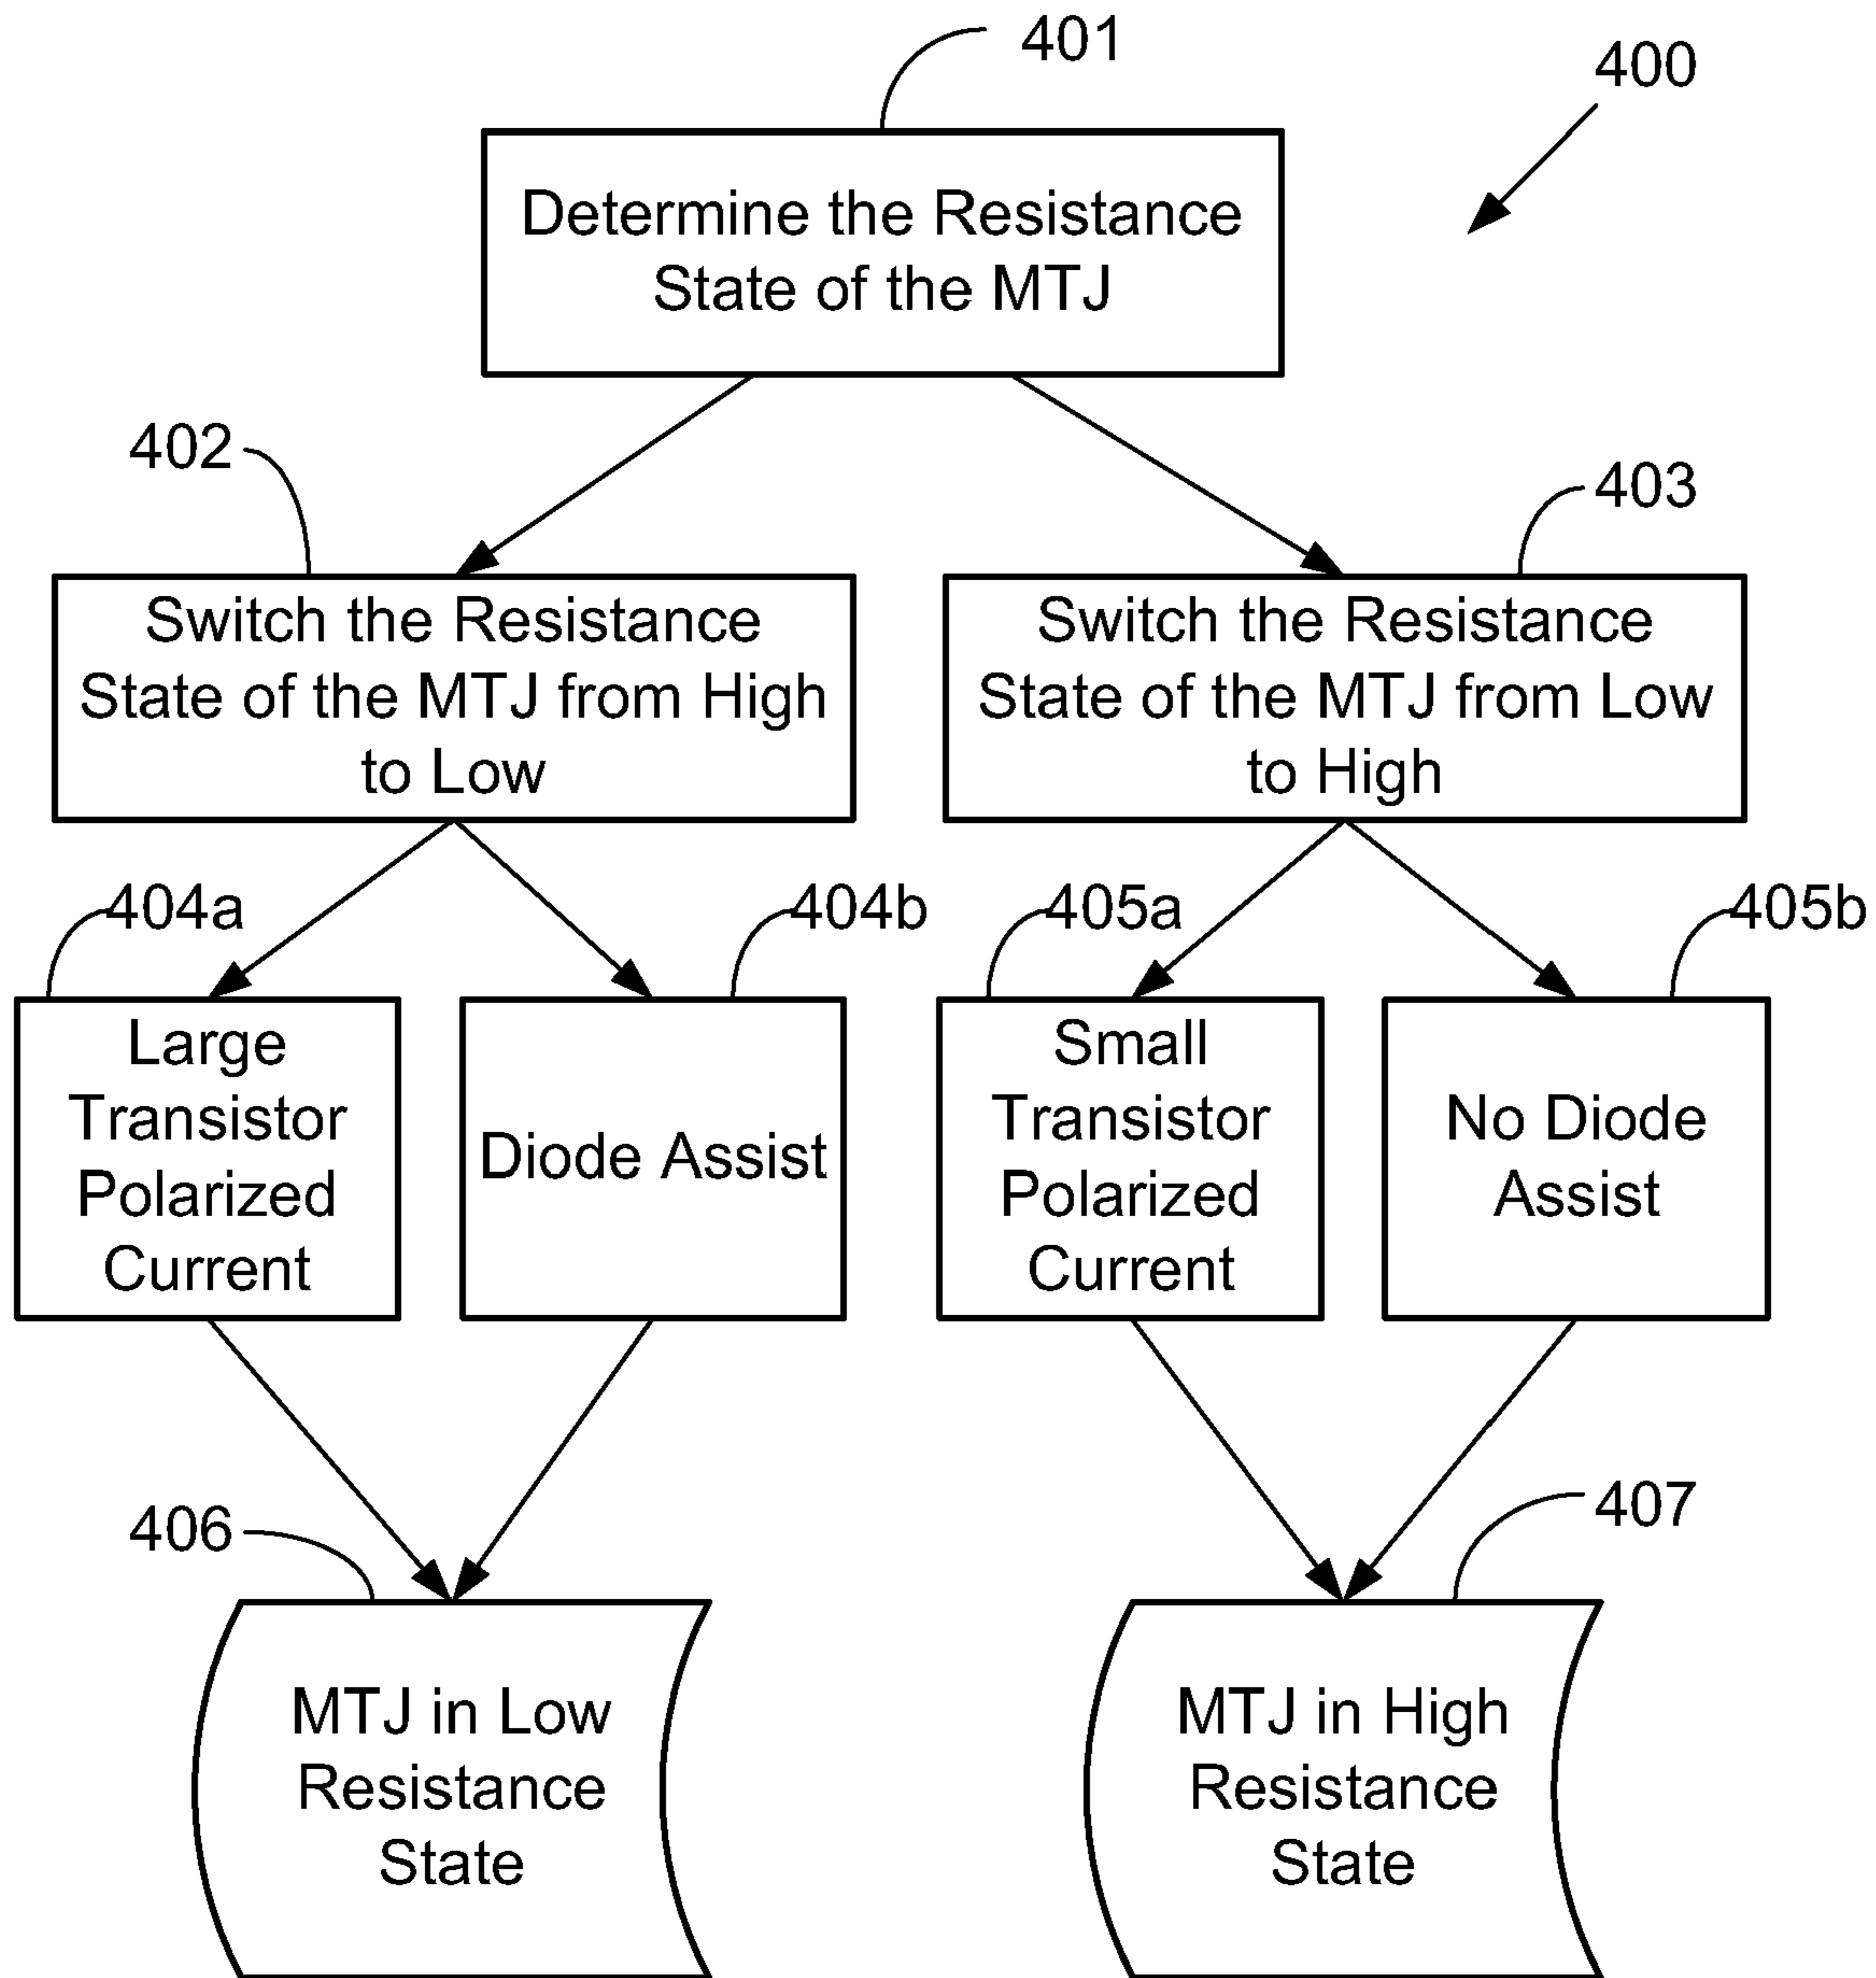 401
400
Determine the Resistance
State of the MTJ
402
403
Switch the Resistance
State of the MTJ from High
to Low
Switch the Resistance
State of the MTJ from Low
to High
404a
404b
405a
405b
Large
Transistor
Polarized
Current
Diode Assist
Small
Transistor
Polarized
Current
No Diode
Assist
406
407
MTJ in Low
Resistance
State
MTJ in High
Resistance
State